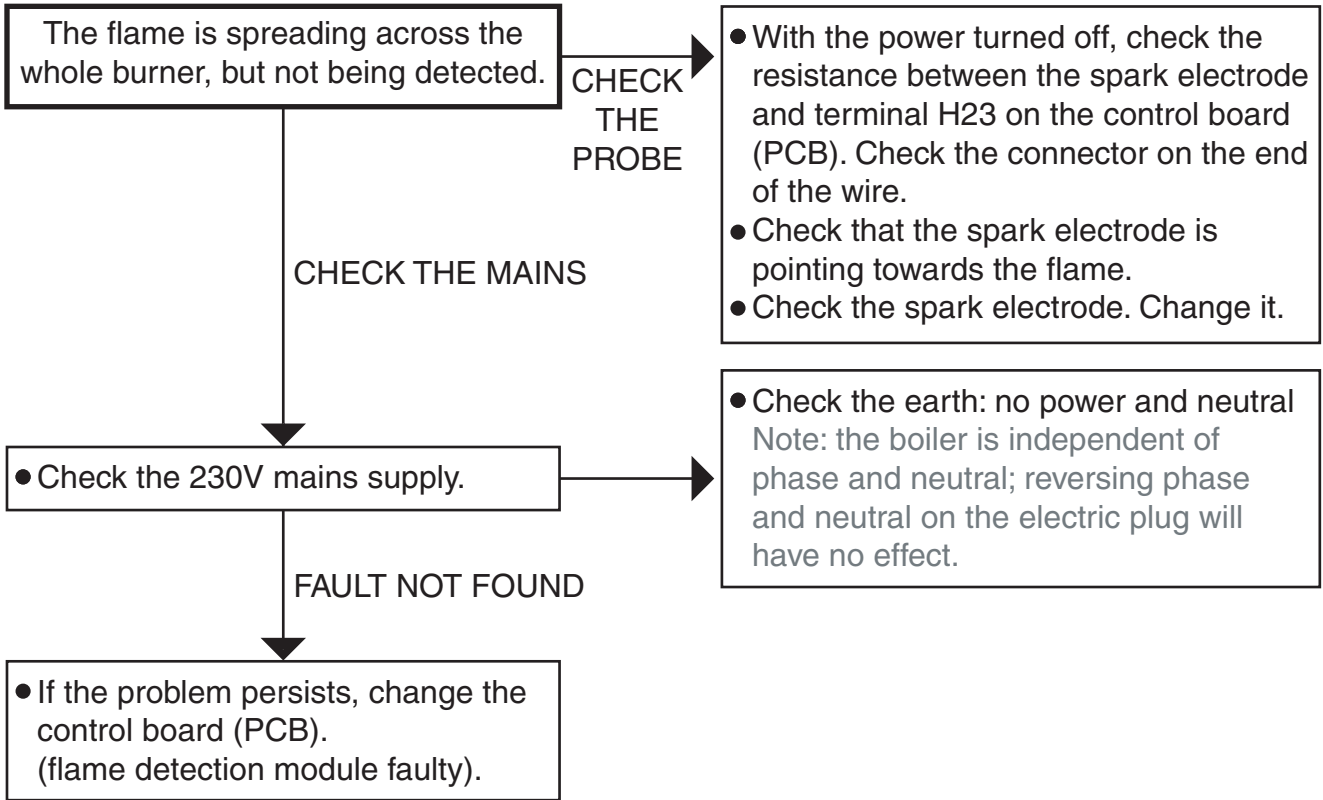 The flame is spreading across the
whole burner, but not being detected.
CHECK
THE
PROBE
• With the power turned off, check the
resistance between the spark electrode
and terminal H23 on the control board
(PCB). Check the connector on the end
of the wire.
• Check that the spark electrode is
pointing towards the flame.
• Check the spark electrode. Change it.
CHECK THE MAINS
• Check the 230V mains supply.
• Check the earth: no power and neutral
Note: the boiler is independent of
phase and neutral; reversing phase
and neutral on the electric plug will
have no effect.
FAULT NOT FOUND
• If the problem persists, change the
control board (PCB).
(flame detection module faulty).